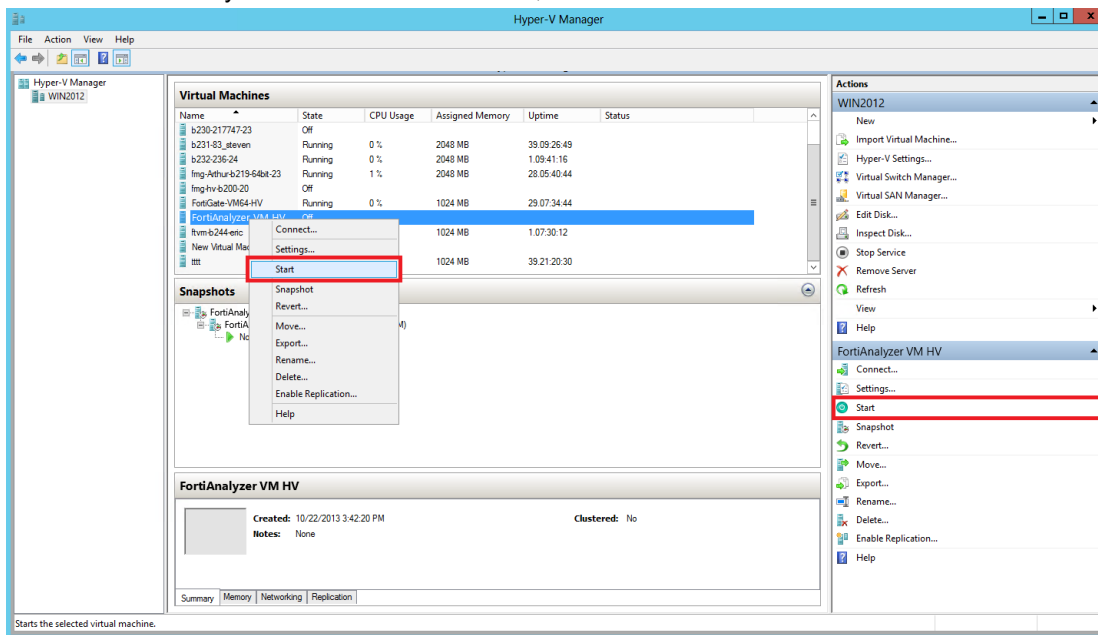 Hyper-V Manager
File Action View Help
Hyper-V Manager
WIN2012
Virtual Machines
Name State CPU Usage Assigned Memory Uptime Status
b230-217747-23 Off
b231-83_steven Running 0 % 2048 MB 39.09:26:49
b232-236-24 Running 0 % 2048 MB 1.09:41:16
fmg-Arthur-b219-64bit-23 Running 1 % 2048 MB 28.05:40:44
fmg-hv-b200-20 Off
FortiGate-VM64-HV Running 0 % 1024 MB 29.07:34:44
FortiAnalyzer VM HV Off
ftvm-b244-eric 1024 MB 1.07:30:12
New Virtual Mac
tttt 1024 MB 39.21:20:30
Connect...
Settings...
Start
Snapshot
Revert...
Move...
Export...
Rename...
Delete...
Enable Replication...
Help
Snapshots
FortiAnaly
FortiA
No
FortiAnalyzer VM HV
Created: 10/22/2013 3:42:20 PM Clustered: No
Notes: None
Summary Memory Networking Replication
Actions
WIN2012
New
Import Virtual Machine...
Hyper-V Settings...
Virtual Switch Manager...
Virtual SAN Manager...
Edit Disk...
Inspect Disk...
Stop Service
Remove Server
Refresh
View
Help
FortiAnalyzer VM HV
Connect...
Settings...
Start
Snapshot
Revert...
Move...
Export...
Rename...
Delete...
Enable Replication...
Help
Starts the selected virtual machine.